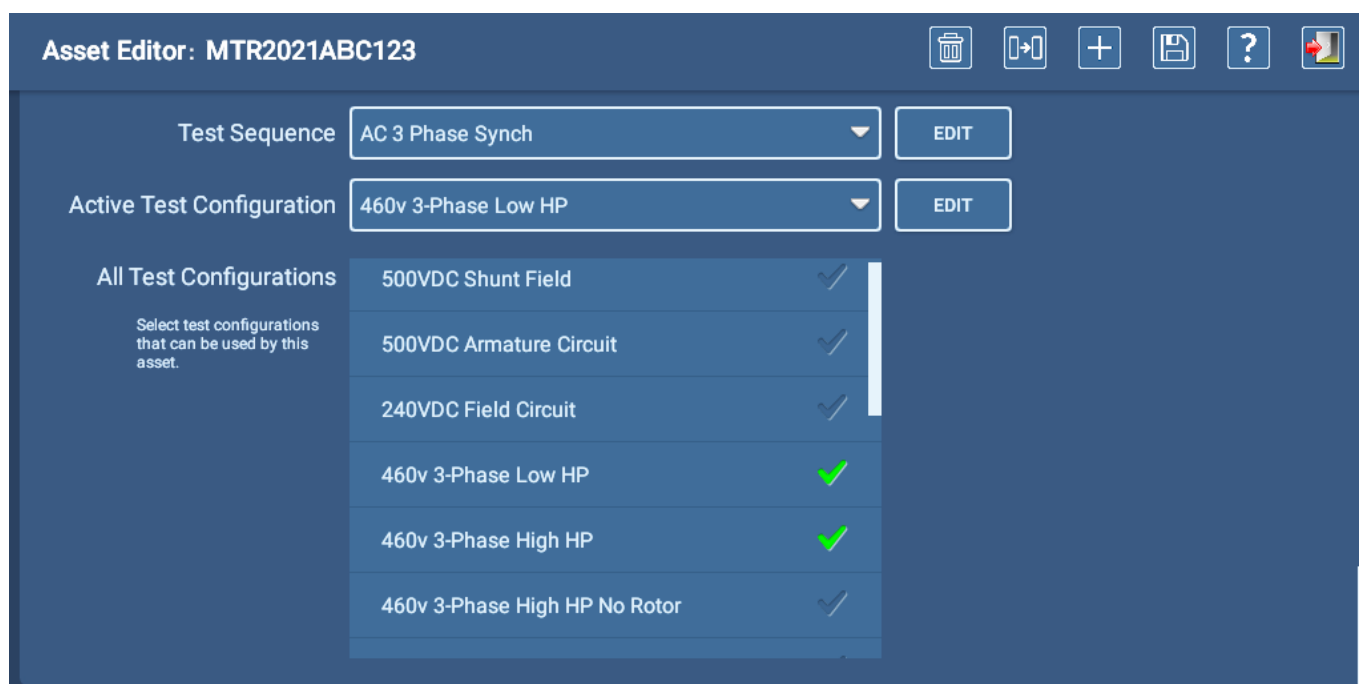 Asset Editor: MTR2021ABC123
?
Test Sequence
AC 3 Phase Synch
EDIT
Active Test Configuration
460v 3-Phase Low HP
EDIT
All Test Configurations
Select test configurations
that can be used by this
asset.
500VDC Shunt Field
500VDC Armature Circuit
240VDC Field Circuit
460v 3-Phase Low HP
460v 3-Phase High HP
460v 3-Phase High HP No Rotor